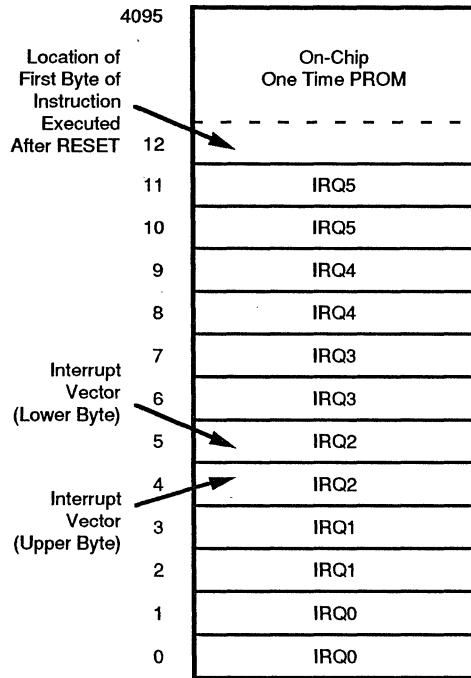 4095
On-Chip
One Time PROM
Location of
First Byte of
Instruction
Executed
After RESET
12
11 IRQ5
10 IRQ5
9 IRQ4
8 IRQ4
7 IRQ3
6 IRQ3
Interrupt
Vector
(Lower Byte)
5 IRQ2
4 IRQ2
Interrupt
Vector
(Upper Byte)
3 IRQ1
2 IRQ1
1 IRQ0
0 IRQ0